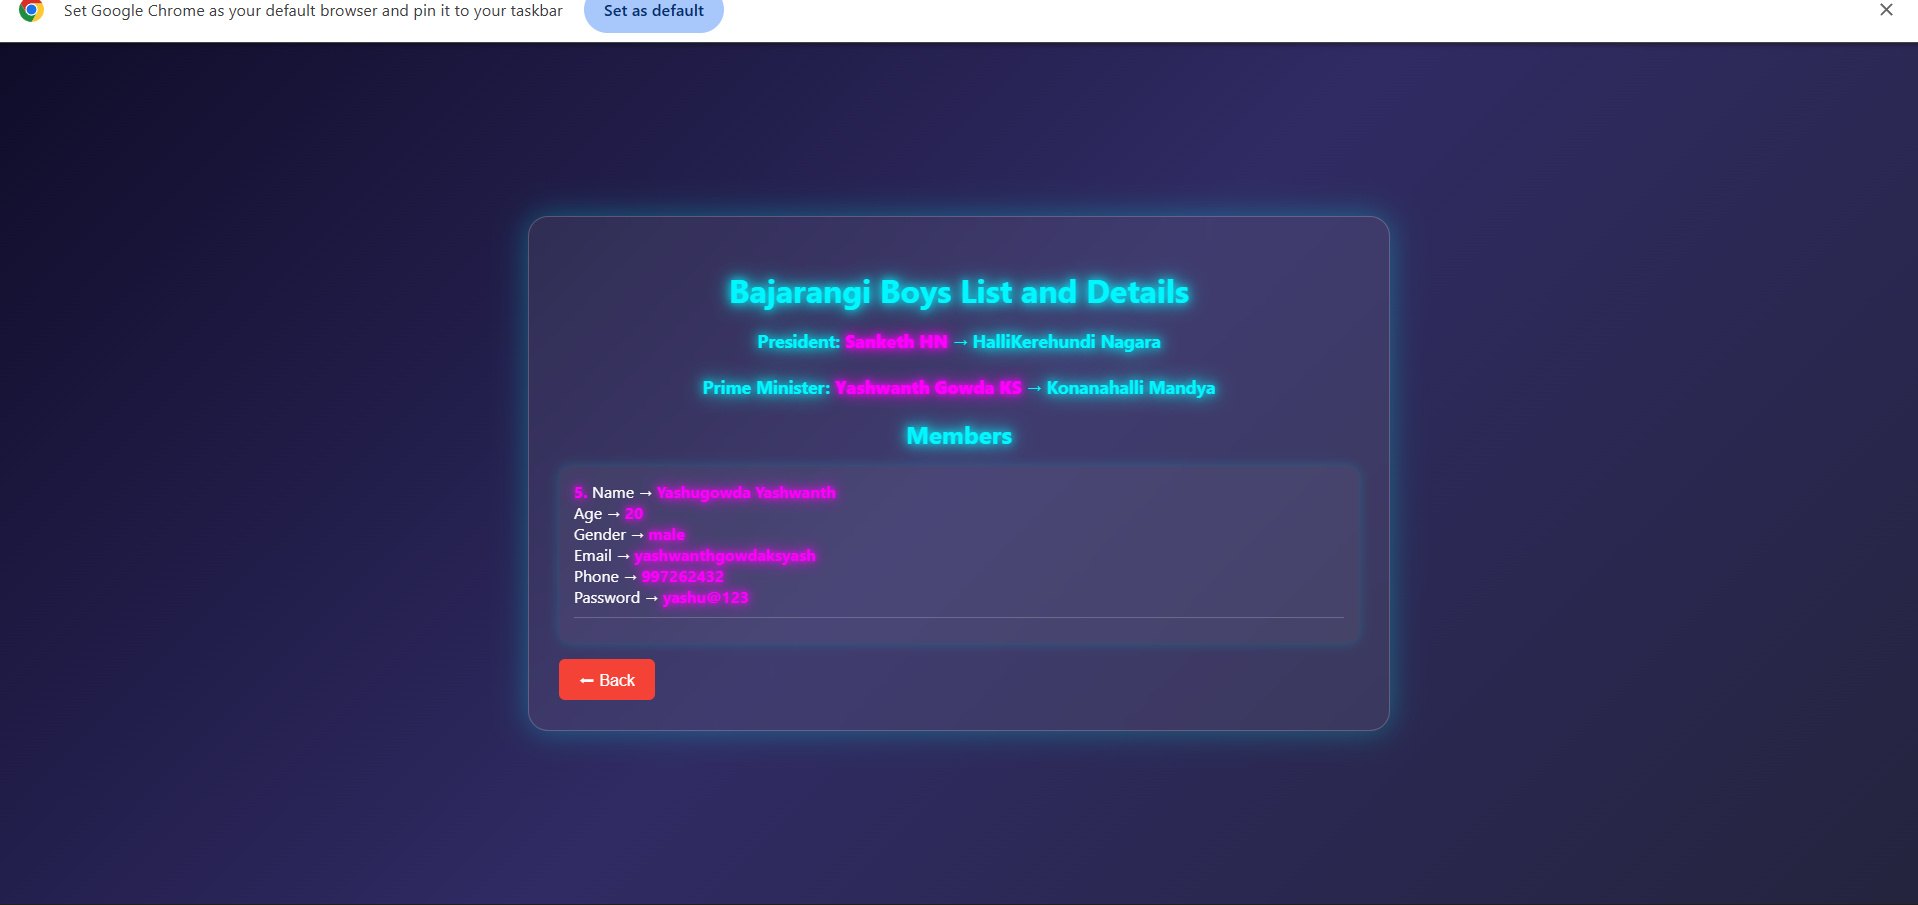 Set Google Chrome as your default browser and pin it to your taskbar Set as default
Bajarangi Boys List and Details
President: Sanketh HN → HalliKerehundi Nagara
Prime Minister: Yashwanth Gowda KS → Konanahalli Mandya
Members
5. Name → Yashugowda Yashwanth
Age → 20
Gender → male
Email → yashwanthgowdaksyash
Phone → 997262432
Password → yashu@123
⬅ Back